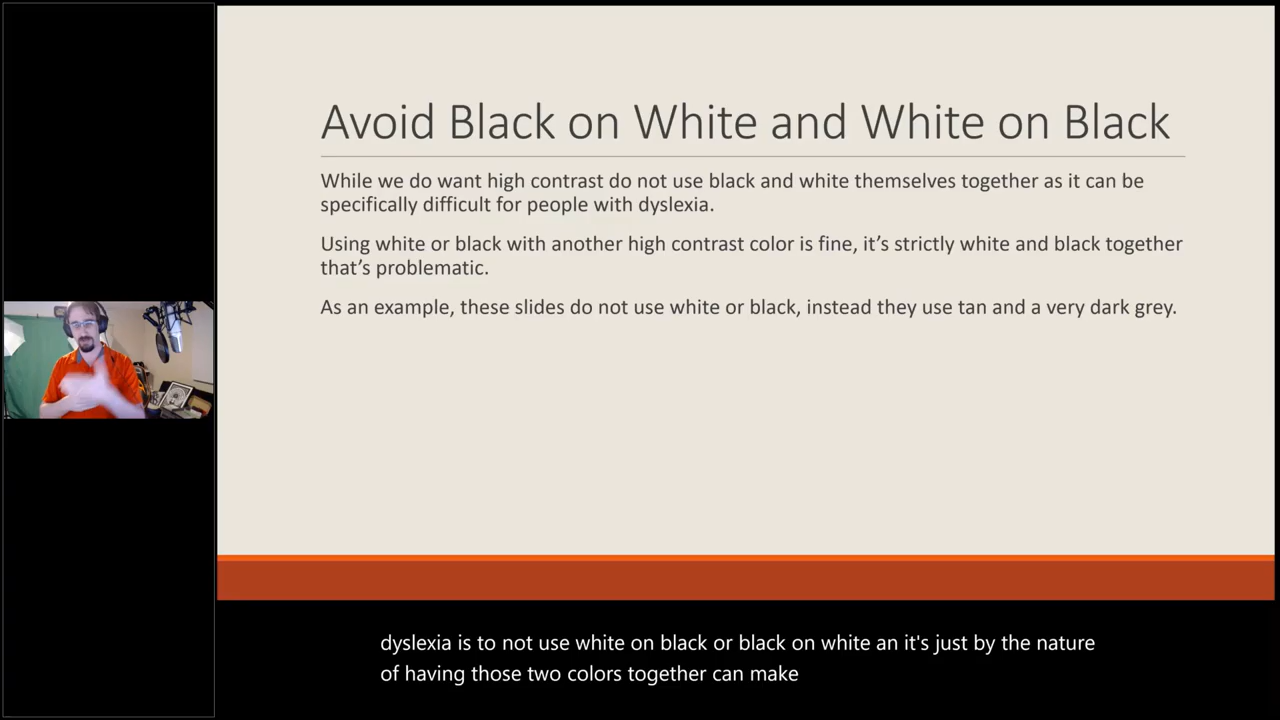 Avoid Black on White and White on Black
While we do want high contrast do not use black and white themselves together as it can be
specifically difficult for people with dyslexia.
Using white or black with another high contrast color is fine, it’s strictly white and black together
that’s problematic.
As an example, these slides do not use white or black, instead they use tan and a very dark grey.
dyslexia is to not use white on black or black on white an it's just by the nature
of having those two colors together can make